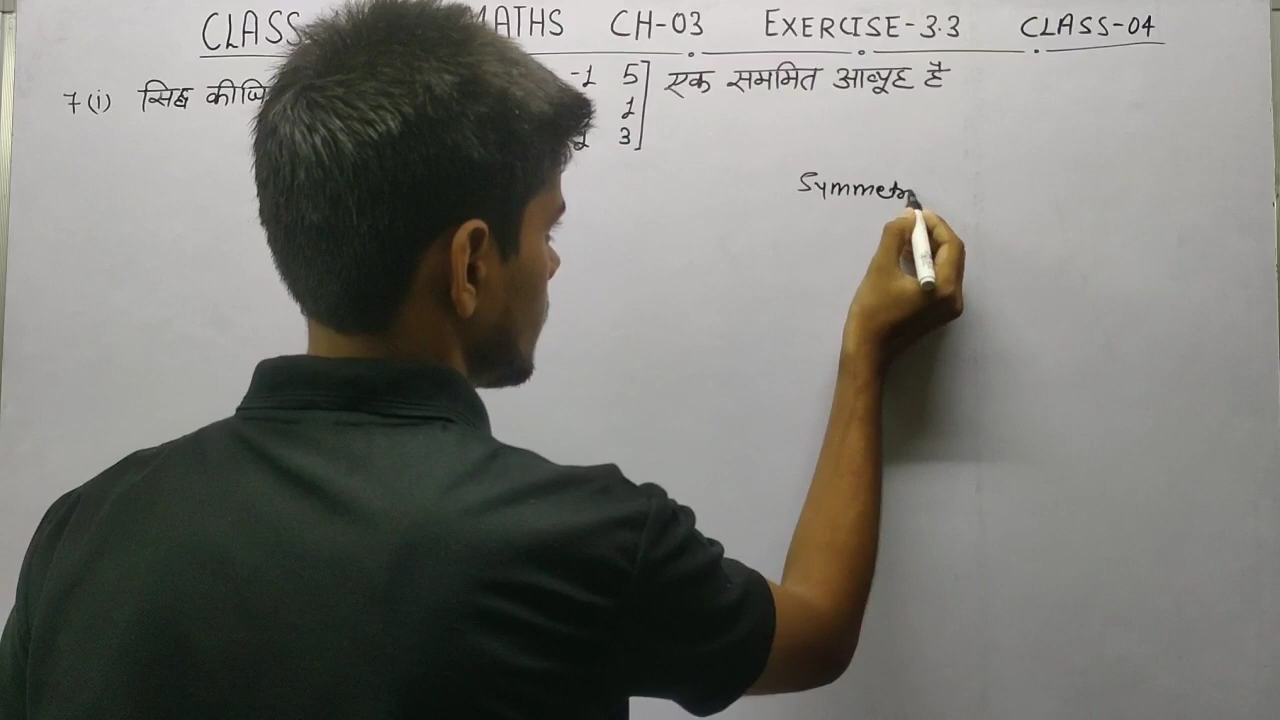 CLASS MATHS CH-03 EXERCISE-3.3 CLASS-04
7(i) सिद्ध -1 5] एक सममित आव्यूह है
1
3]
Symmetr